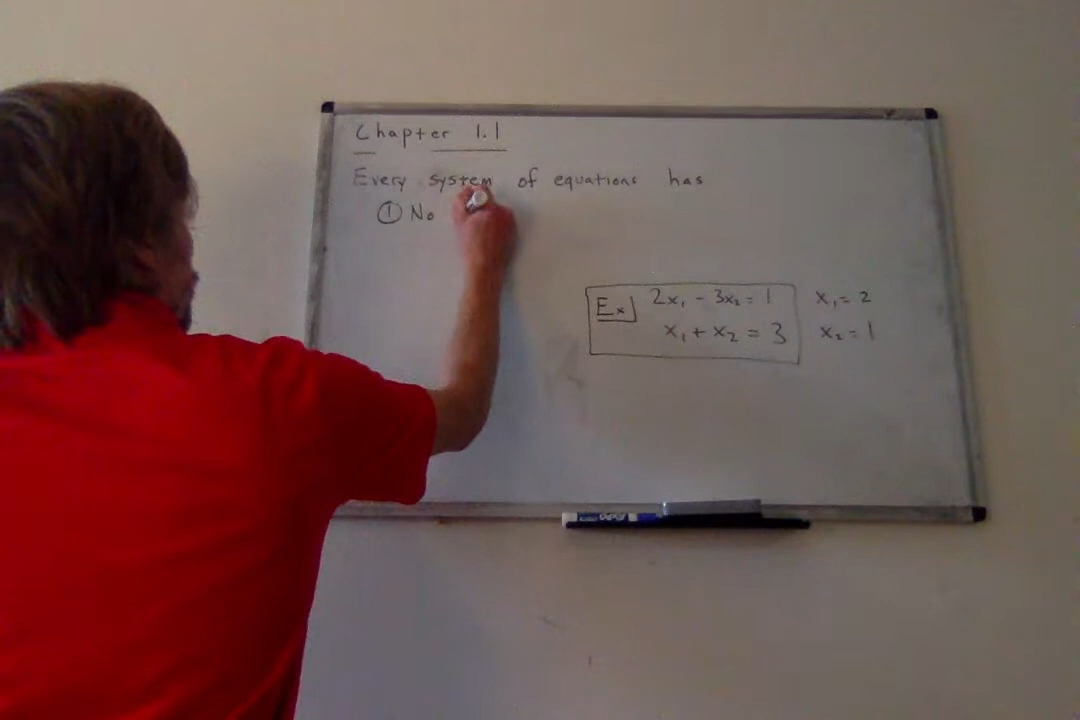 Chapter 1.1
Every system of equations has
① No
Ex 2x₁ - 3x₂ = 1 x₁ = 2
x₁ + x₂ = 3 x₂ = 1
EXPO